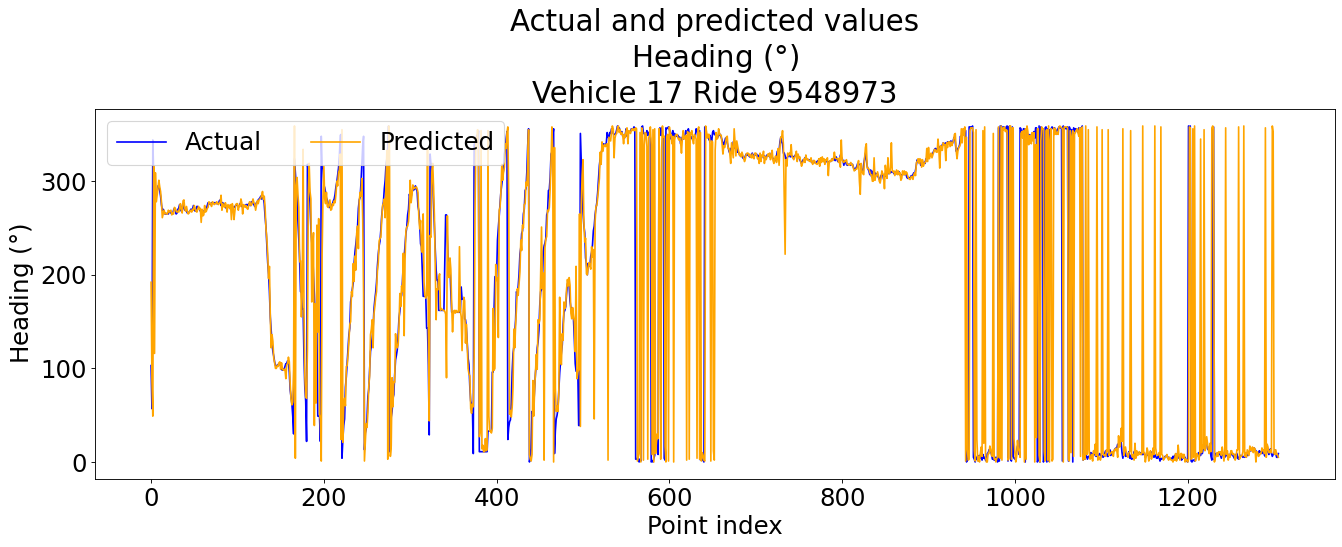 Actual and predicted values
Heading (°)
Vehicle 17 Ride 9548973
Actual Predicted
Heading (°)
300
200
100
0
0 200 400 600 800 1000 1200
Point index